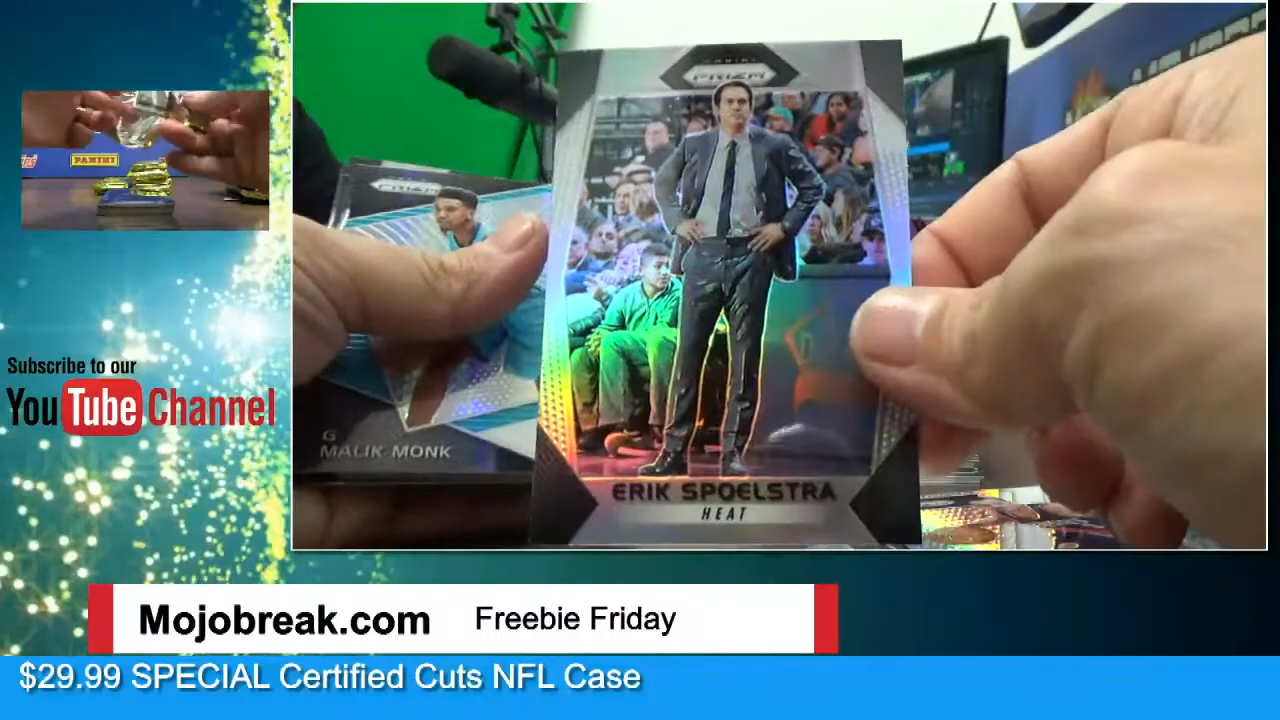 PANINI
PRIZM
PANINI
PRIZM
Subscribe to our
YouTube Channel
G
MALIK MONK
ERIK SPOELSTRA
HEAT
Mojobreak.com
Freebie Friday
$29.99 SPECIAL Certified Cuts NFL Case